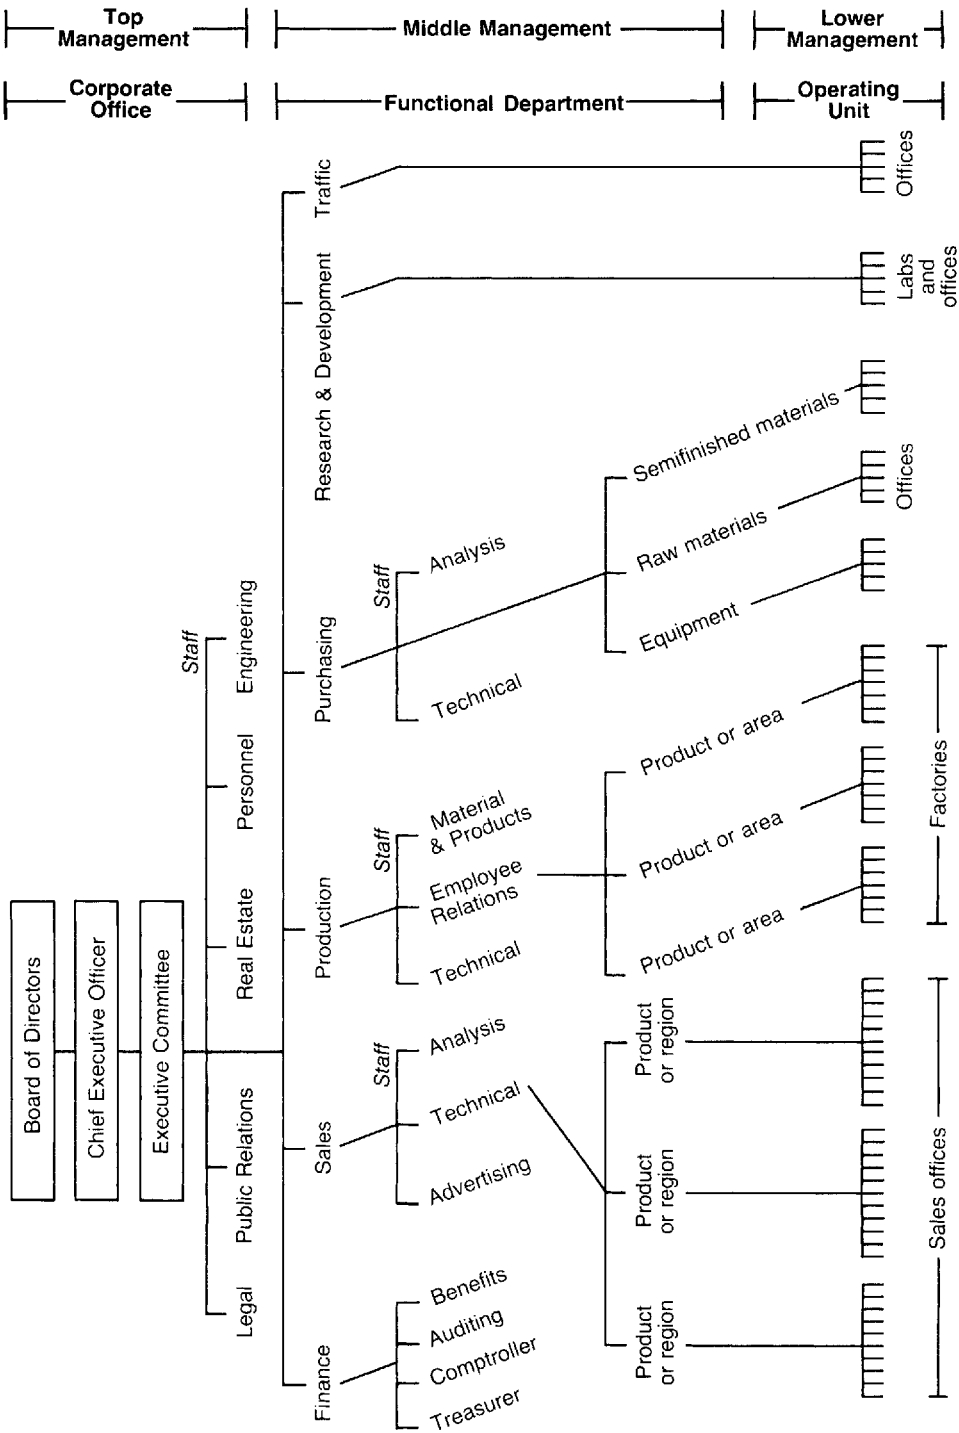 Top
Management
Middle Management
Lower
Management
Corporate
Office
Functional Department
Operating
Unit
Board of Directors
Chief Executive Officer
Executive Committee
Staff
Engineering
Personnel
Real Estate
Public Relations
Legal
Traffic
Offices
Research & Development
Labs
and
offices
Purchasing
Staff
Analysis
Technical
Semifinished materials
Raw materials
Equipment
Offices
Production
Staff
Material
& Products
Employee
Relations
Technical
Product or area
Product or area
Product or area
Factories
Sales
Staff
Analysis
Technical
Advertising
Product
or region
Product
or region
Product
or region
Sales offices
Finance
Benefits
Auditing
Comptroller
Treasurer